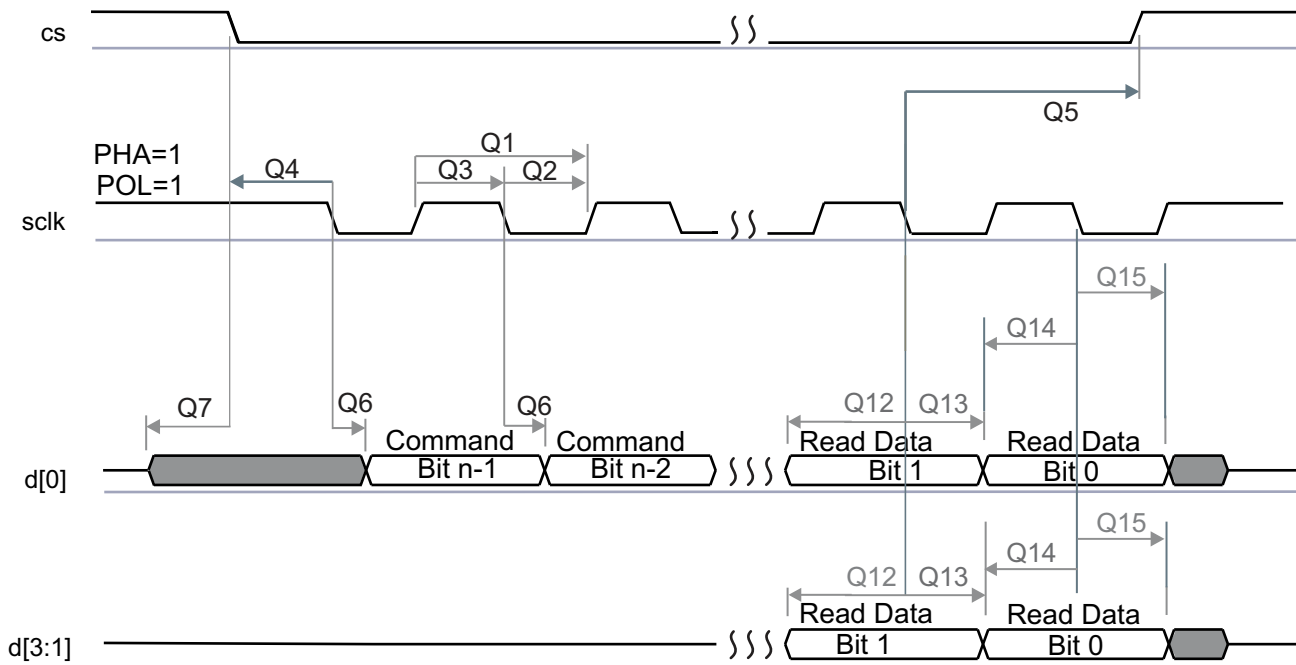 cs
Q5
PHA=1
POL=1
Q1
Q4
Q3
Q2
sclk
Q15
Q14
Q7
Q6
Q6
Q12
Q13
Command
Command
Read Data
Read Data
d[0]
Bit n-1
Bit n-2
Bit 1
Bit 0
Q15
Q14
Q12
Q13
Read Data
Read Data
d[3:1]
Bit 1
Bit 0